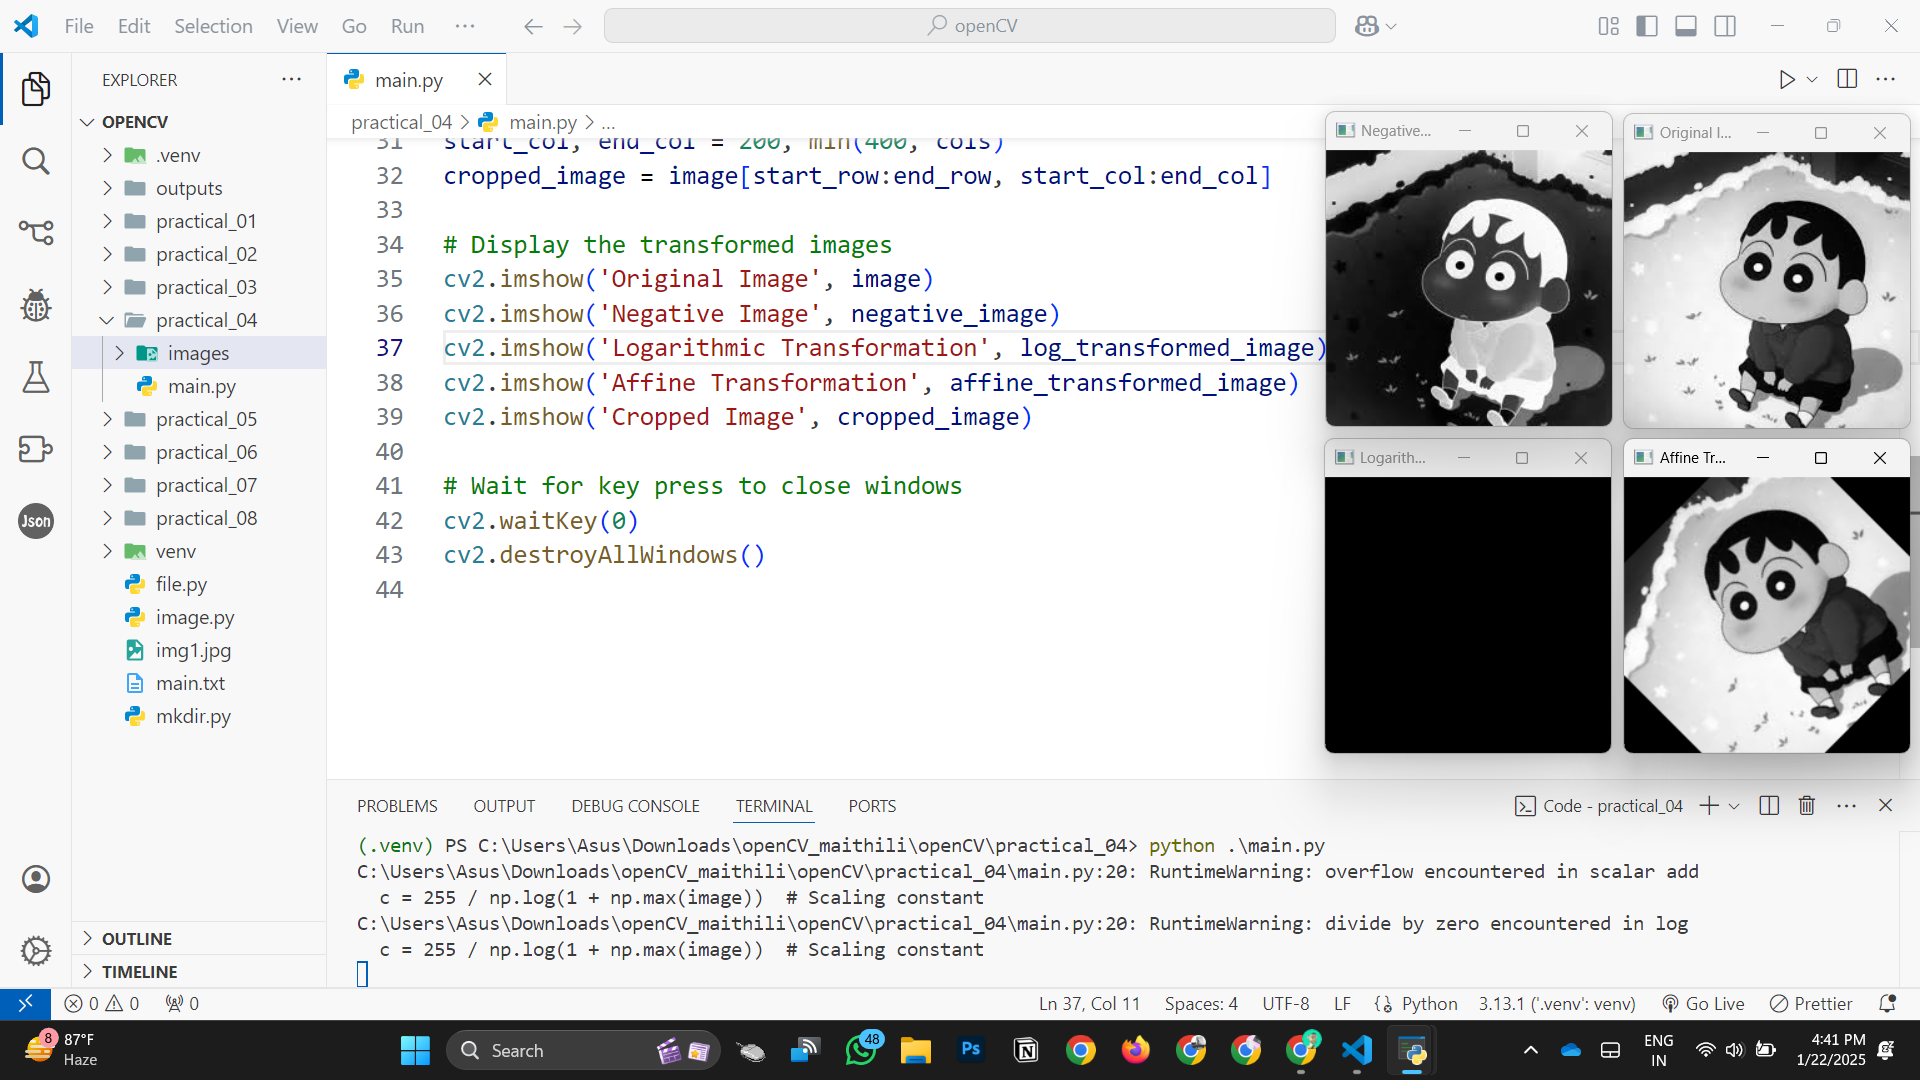 File Edit Selection View Go Run ···
openCV
EXPLORER ···
main.py
OPENCV
.venv
outputs
practical_01
practical_02
practical_03
practical_04
images
main.py
practical_05
practical_06
practical_07
practical_08
venv
file.py
image.py
img1.jpg
main.txt
mkdir.py
OUTLINE
TIMELINE
Json
practical_04 > main.py > ...
31 start_col, end_col = 200, min(400, cols)
32 cropped_image = image[start_row:end_row, start_col:end_col]
33
34 # Display the transformed images
35 cv2.imshow('Original Image', image)
36 cv2.imshow('Negative Image', negative_image)
37 cv2.imshow('Logarithmic Transformation', log_transformed_image)
38 cv2.imshow('Affine Transformation', affine_transformed_image)
39 cv2.imshow('Cropped Image', cropped_image)
40
41 # Wait for key press to close windows
42 cv2.waitKey(0)
43 cv2.destroyAllWindows()
44
Negative...
Original I...
Logarith...
Affine Tr...
PROBLEMS OUTPUT DEBUG CONSOLE TERMINAL PORTS
Code - practical_04
(.venv) PS C:\Users\Asus\Downloads\openCV_maithili\openCV\practical_04> python .\main.py
C:\Users\Asus\Downloads\openCV_maithili\openCV\practical_04\main.py:20: RuntimeWarning: overflow encountered in scalar add
c = 255 / np.log(1 + np.max(image))  # Scaling constant
C:\Users\Asus\Downloads\openCV_maithili\openCV\practical_04\main.py:20: RuntimeWarning: divide by zero encountered in log
c = 255 / np.log(1 + np.max(image))  # Scaling constant
0 0 0
Ln 37, Col 11 Spaces: 4 UTF-8 LF Python 3.13.1 ('.venv': venv) Go Live Prettier
8
87°F
Haze
Search
48
Ps
ENG
IN
4:41 PM
1/22/2025